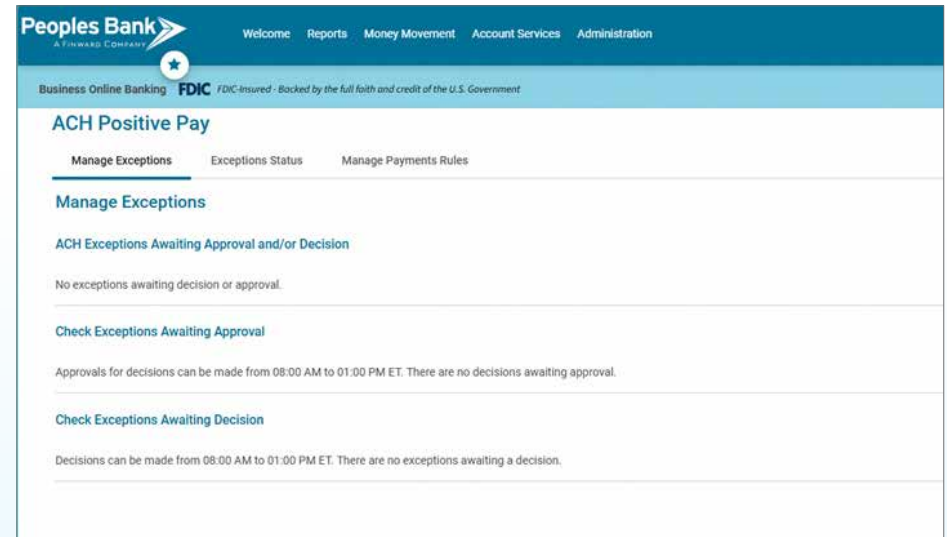 Peoples Bank
A FINWARD COMPANY
Welcome Reports Money Movement Account Services Administration
Business Online Banking FDIC FDIC-Insured - Backed by the full faith and credit of the U.S. Government
ACH Positive Pay
Manage Exceptions Exceptions Status Manage Payments Rules
Manage Exceptions
ACH Exceptions Awaiting Approval and/or Decision
No exceptions awaiting decision or approval.
Check Exceptions Awaiting Approval
Approvals for decisions can be made from 08:00 AM to 01:00 PM ET. There are no decisions awaiting approval.
Check Exceptions Awaiting Decision
Decisions can be made from 08:00 AM to 01:00 PM ET. There are no exceptions awaiting a decision.